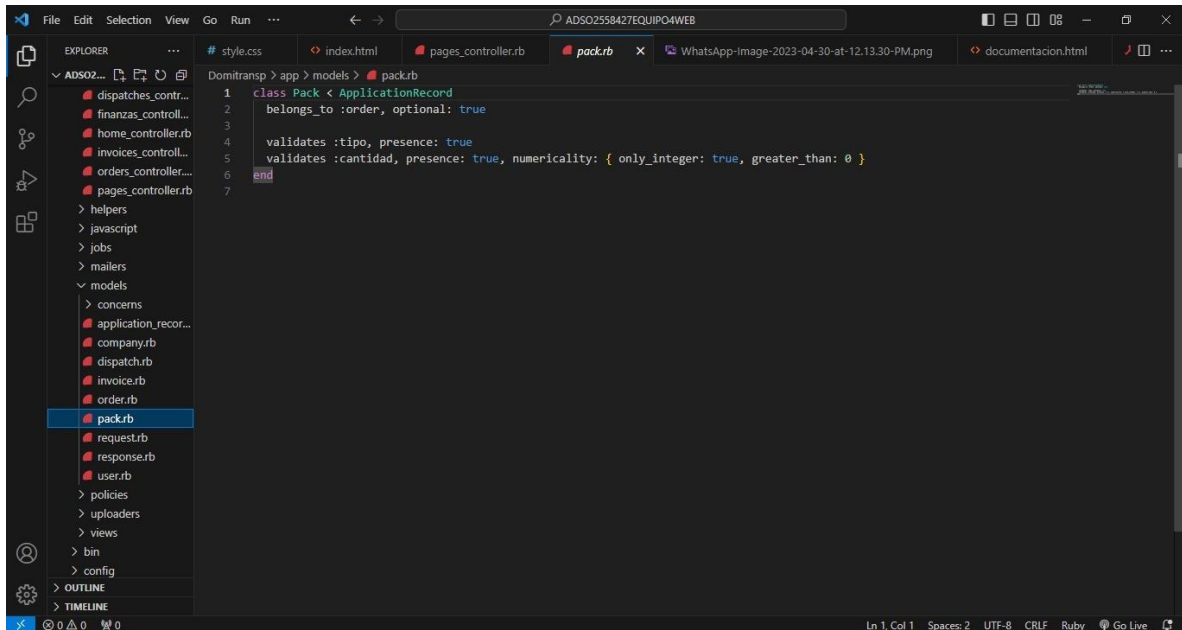 File Edit Selection View Go Run ··· ADSO2558427EQUIPO4WEB
EXPLORER ···
# style.css <> index.html pages_controller.rb pack.rb WhatsApp-Image-2023-04-30-at-12.13.30-PM.png <> documentacion.html ···
ADSO2...
Domitransp > app > models > pack.rb
dispatches_contr...
finanzas_controll...
home_controller.rb
invoices_controll...
orders_controller....
pages_controller.rb
> helpers
> javascript
> jobs
> mailers
models
> concerns
application_recor...
company.rb
dispatch.rb
invoice.rb
order.rb
pack.rb
request.rb
response.rb
user.rb
> policies
> uploaders
> views
> bin
> config
> OUTLINE
> TIMELINE
1 class Pack < ApplicationRecord
2 belongs_to :order, optional: true
3
4 validates :tipo, presence: true
5 validates :cantidad, presence: true, numericality: { only_integer: true, greater_than: 0 }
6 end
7
0 0 0 Ln 1, Col 1 Spaces: 2 UTF-8 CRLF Ruby Go Live